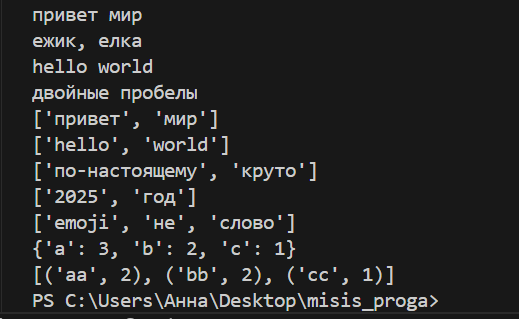 привет мир
ежик, елка
hello world
двойные пробелы
['привет', 'мир']
['hello', 'world']
['по-настоящему', 'круто']
['2025', 'год']
['emoji', 'не', 'слово']
{'a': 3, 'b': 2, 'c': 1}
[('aa', 2), ('bb', 2), ('cc', 1)]
PS C:\Users\Анна\Desktop\misis_proga>